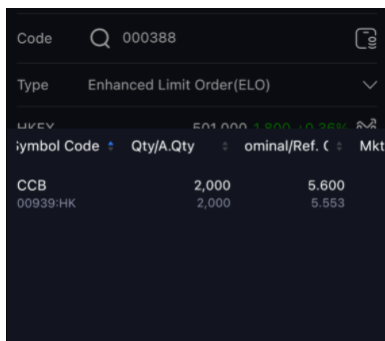 Code 000388
Type Enhanced Limit Order(ELO)
HKEX 501.000 1.800 +0.36%
Symbol Code Qty/A.Qty ominal/Ref. C Mkt
CCB 2,000 5.600
00939:HK 2,000 5.553